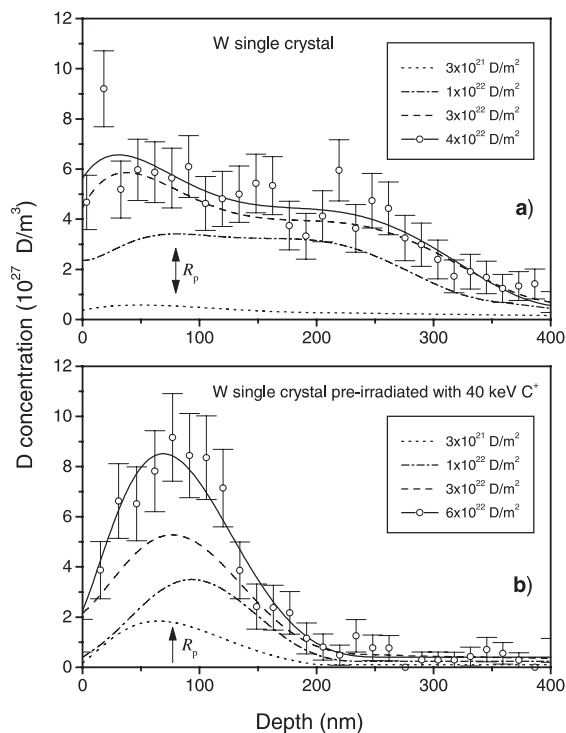 12
W single crystal
3x10²¹ D/m²
1x10²² D/m²
3x10²² D/m²
4x10²² D/m²
10
8
6
4
2
0
a)
Rₚ
0 100 200 300 400
D concentration (10²⁷ D/m³)
12
W single crystal pre-irradiated with 40 keV C⁺
3x10²¹ D/m²
1x10²² D/m²
3x10²² D/m²
6x10²² D/m²
10
8
6
4
2
0
b)
Rₚ
0 100 200 300 400
Depth (nm)